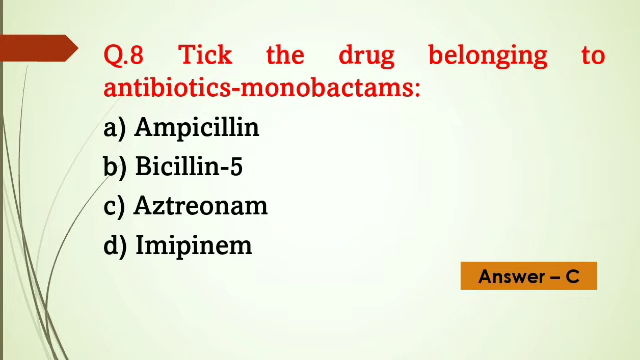 Q.8 Tick the drug belonging to
antibiotics-monobactams:
a) Ampicillin
b) Bicillin-5
c) Aztreonam
d) Imipinem
Answer – C